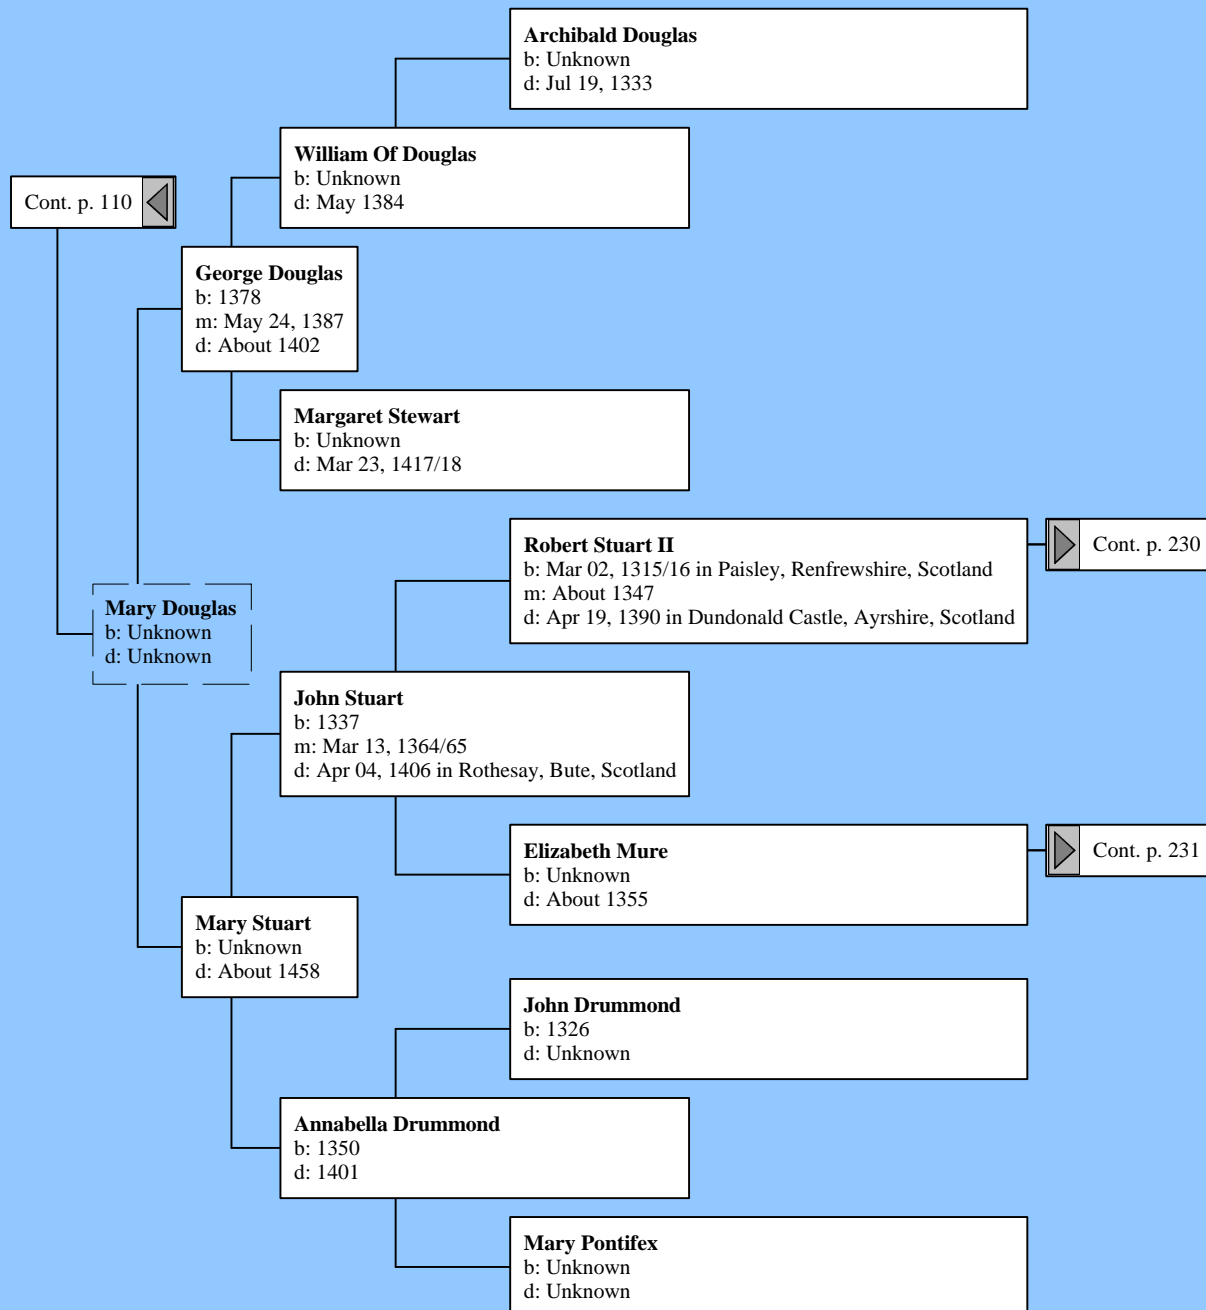 Archibald Douglas
b: Unknown
d: Jul 19, 1333
William Of Douglas
b: Unknown
d: May 1384
Cont. p. 110
George Douglas
b: 1378
m: May 24, 1387
d: About 1402
Margaret Stewart
b: Unknown
d: Mar 23, 1417/18
Robert Stuart II
b: Mar 02, 1315/16 in Paisley, Renfrewshire, Scotland
m: About 1347
d: Apr 19, 1390 in Dundonald Castle, Ayrshire, Scotland
Cont. p. 230
Mary Douglas
b: Unknown
d: Unknown
John Stuart
b: 1337
m: Mar 13, 1364/65
d: Apr 04, 1406 in Rothesay, Bute, Scotland
Elizabeth Mure
b: Unknown
d: About 1355
Cont. p. 231
Mary Stuart
b: Unknown
d: About 1458
John Drummond
b: 1326
d: Unknown
Annabella Drummond
b: 1350
d: 1401
Mary Pontifex
b: Unknown
d: Unknown